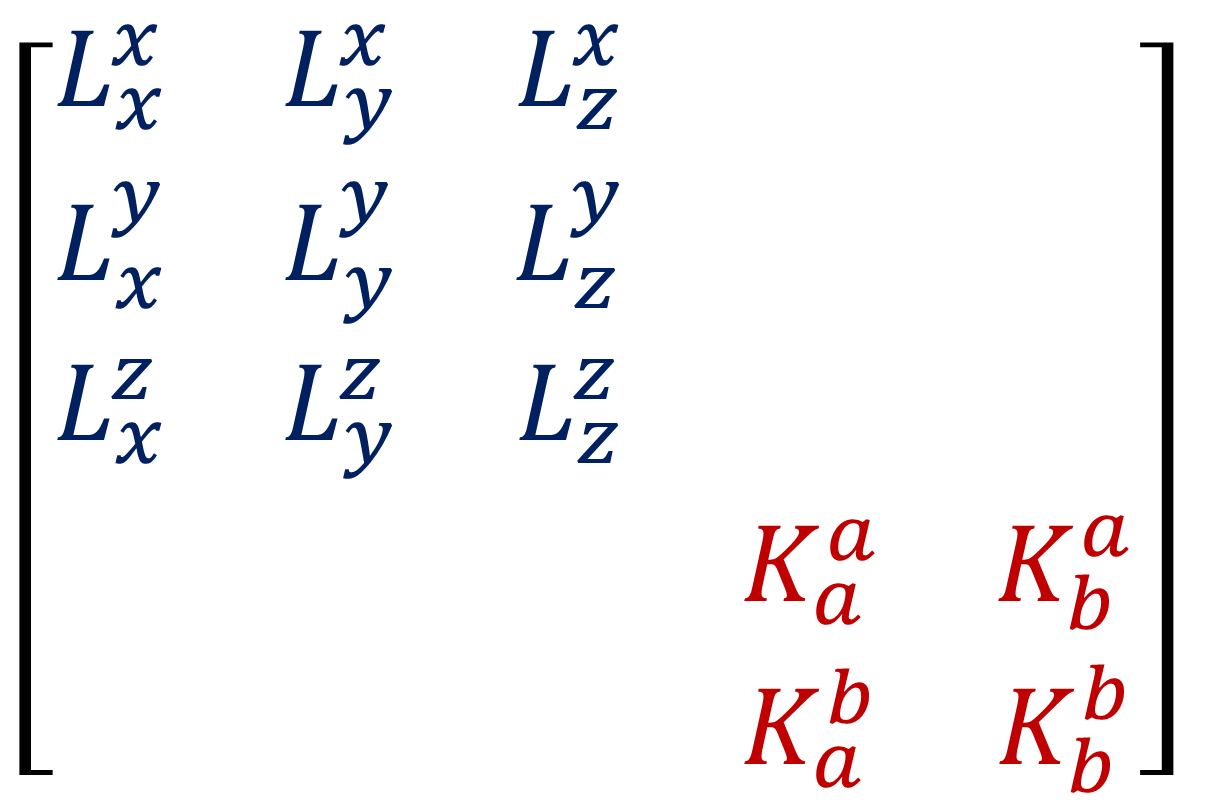 L^x_x L^x_y L^x_z
L^y_x L^y_y L^y_z
L^z_x L^z_y L^z_z
K^a_a K^a_b
K^b_a K^b_b